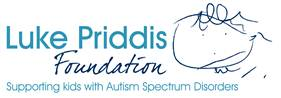 Luke Priddis
Foundation
Supporting kids with Autism Spectrum Disorders